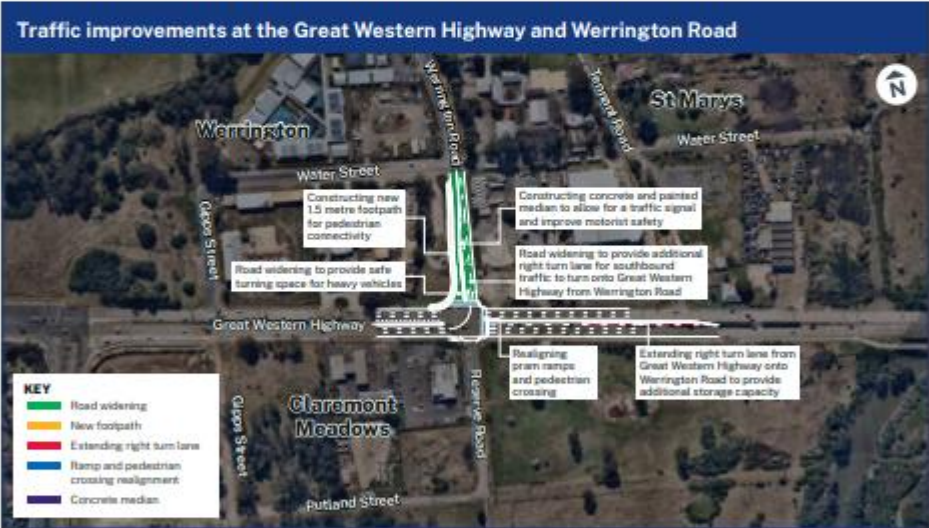 Traffic improvements at the Great Western Highway and Werrington Road
N
Werrington Road
Tennant Road
St Marys
Werrington
Water Street
Water Street
Constructing new
1.5 metre footpath
for pedestrian
connectivity
Constructing concrete and painted
median to allow for a traffic signal
and improve motorist safety
Gipps Street
Road widening to provide safe
turning space for heavy vehicles
Road widening to provide additional
right turn lane for southbound
traffic to turn onto Great Western
Highway from Werrington Road
Great Western Highway
Realigning
pram ramps
and pedestrian
crossing
Extending right turn lane from
Great Western Highway onto
Werrington Road to provide
additional storage capacity
KEY
Road widening
New footpath
Extending right turn lane
Ramp and pedestrian
crossing realignment
Concrete median
Gipps Street
Claremont
Meadows
Reserve Road
Putland Street